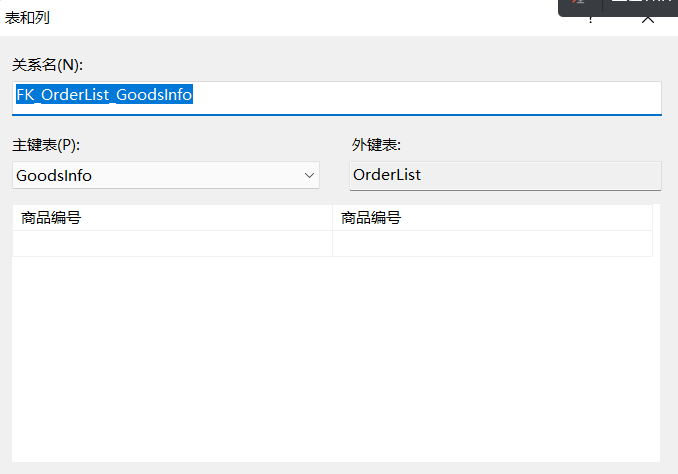 表和列
?
关系名(N):
FK_OrderList_GoodsInfo
主键表(P): 外键表:
GoodsInfo OrderList
商品编号 商品编号